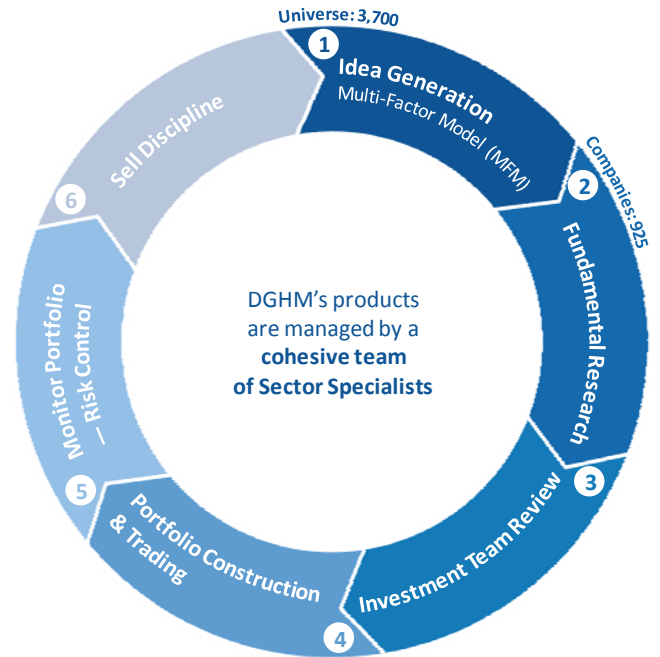 Universe: 3,700
1
Idea Generation
Multi-Factor Model (MFM)
Companies: 925
2
Fundamental Research
3
Investment Team Review
4
Portfolio Construction
& Trading
5
Monitor Portfolio
— Risk Control
6
Sell Discipline
DGHM’s products
are managed by a
cohesive team
of Sector Specialists